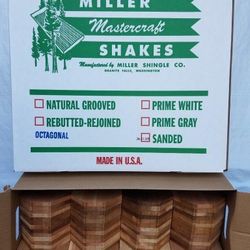 MILLER
Mastercraft
SHAKES
Manufactured by MILLER SHINGLE CO.
GRANITE FALLS, WASHINGTON
NATURAL GROOVED
PRIME WHITE
REBUTTED-REJOINED
PRIME GRAY
OCTAGONAL
SANDED
MADE IN U.S.A.